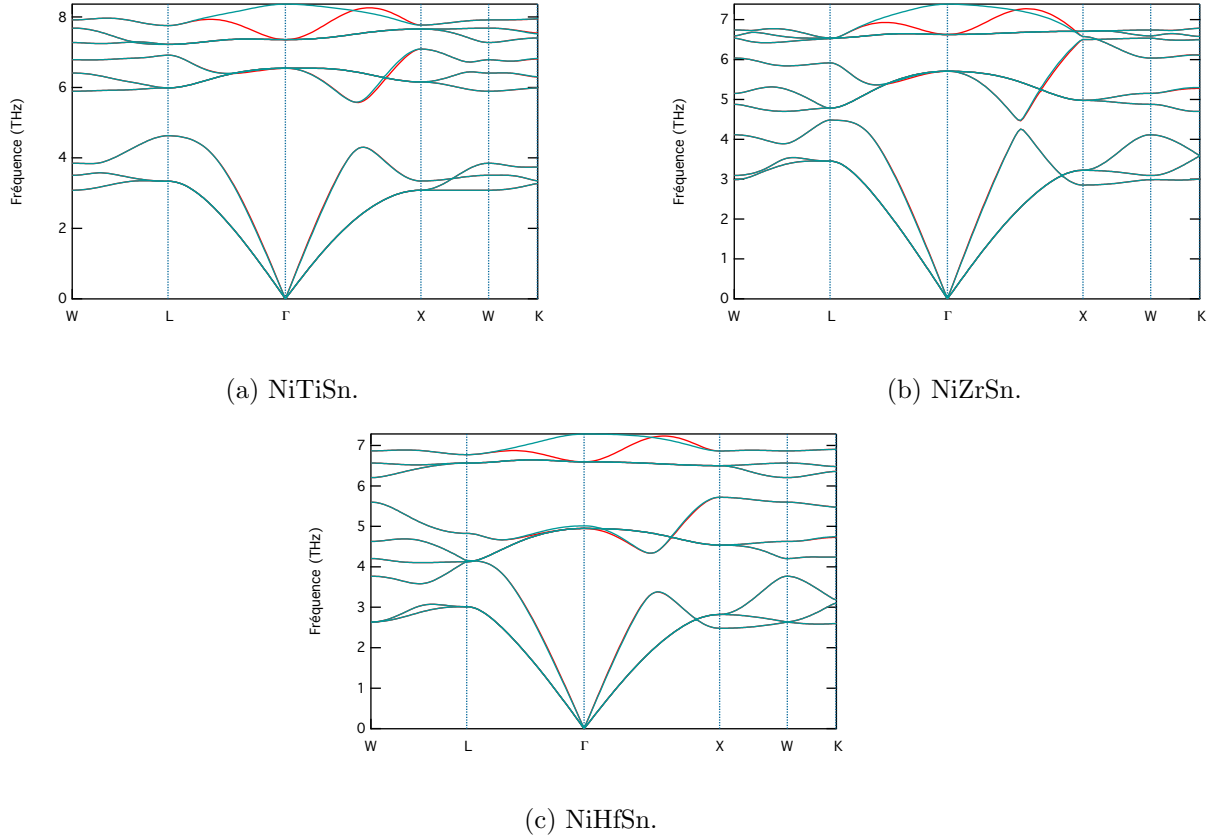 8
6
4
2
0
Fréquence (THz)
W L Γ X W K
(a) NiTiSn.
7
6
5
4
3
2
1
0
Fréquence (THz)
W L Γ X W K
(b) NiZrSn.
7
6
5
4
3
2
1
0
Fréquence (THz)
W L Γ X W K
(c) NiHfSn.